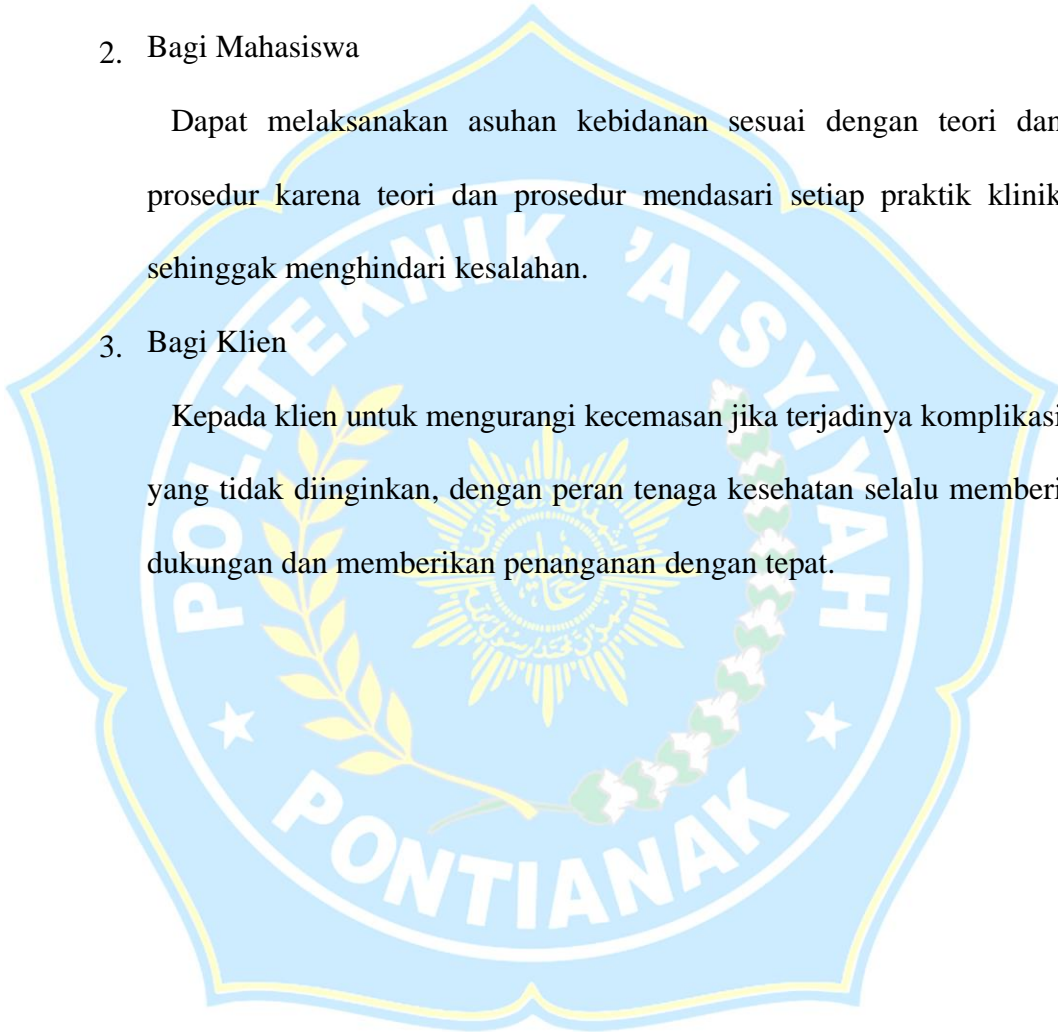 2. Bagi Mahasiswa
Dapat melaksanakan asuhan kebidanan sesuai dengan teori dan
prosedur karena teori dan prosedur mendasari setiap praktik klinik
sehinggak menghindari kesalahan.
3. Bagi Klien
Kepada klien untuk mengurangi kecemasan jika terjadinya komplikasi
yang tidak diinginkan, dengan peran tenaga kesehatan selalu memberi
dukungan dan memberikan penanganan dengan tepat.
POLITEKNIK 'AISYIYAH
PONTIANAK